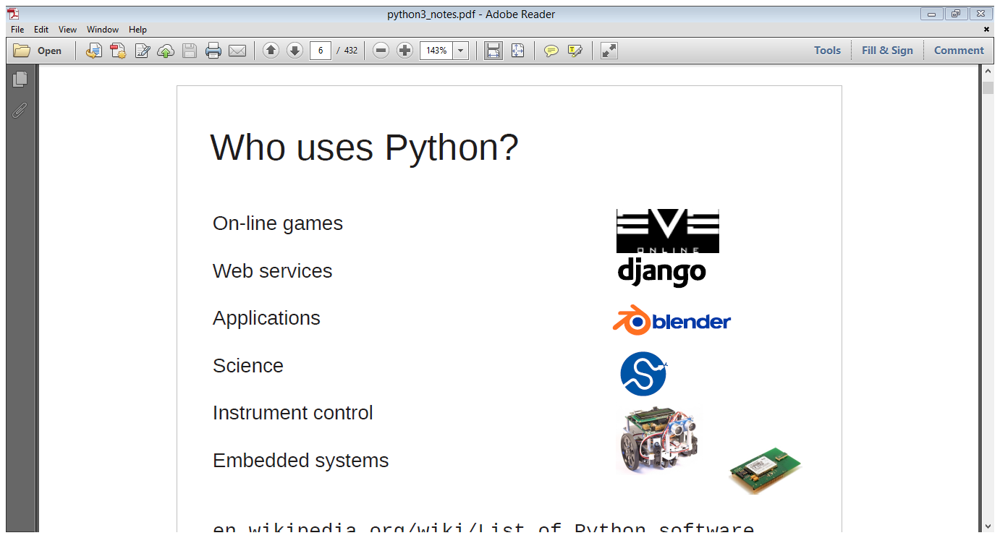 python3_notes.pdf - Adobe Reader
File Edit View Window Help
Open 6 / 432 143% Tools Fill & Sign Comment
Who uses Python?
On-line games
EVE
ONLINE
Web services
django
Applications
blender
Science
Instrument control
Embedded systems
en.wikipedia.org/wiki/List_of_Python_software